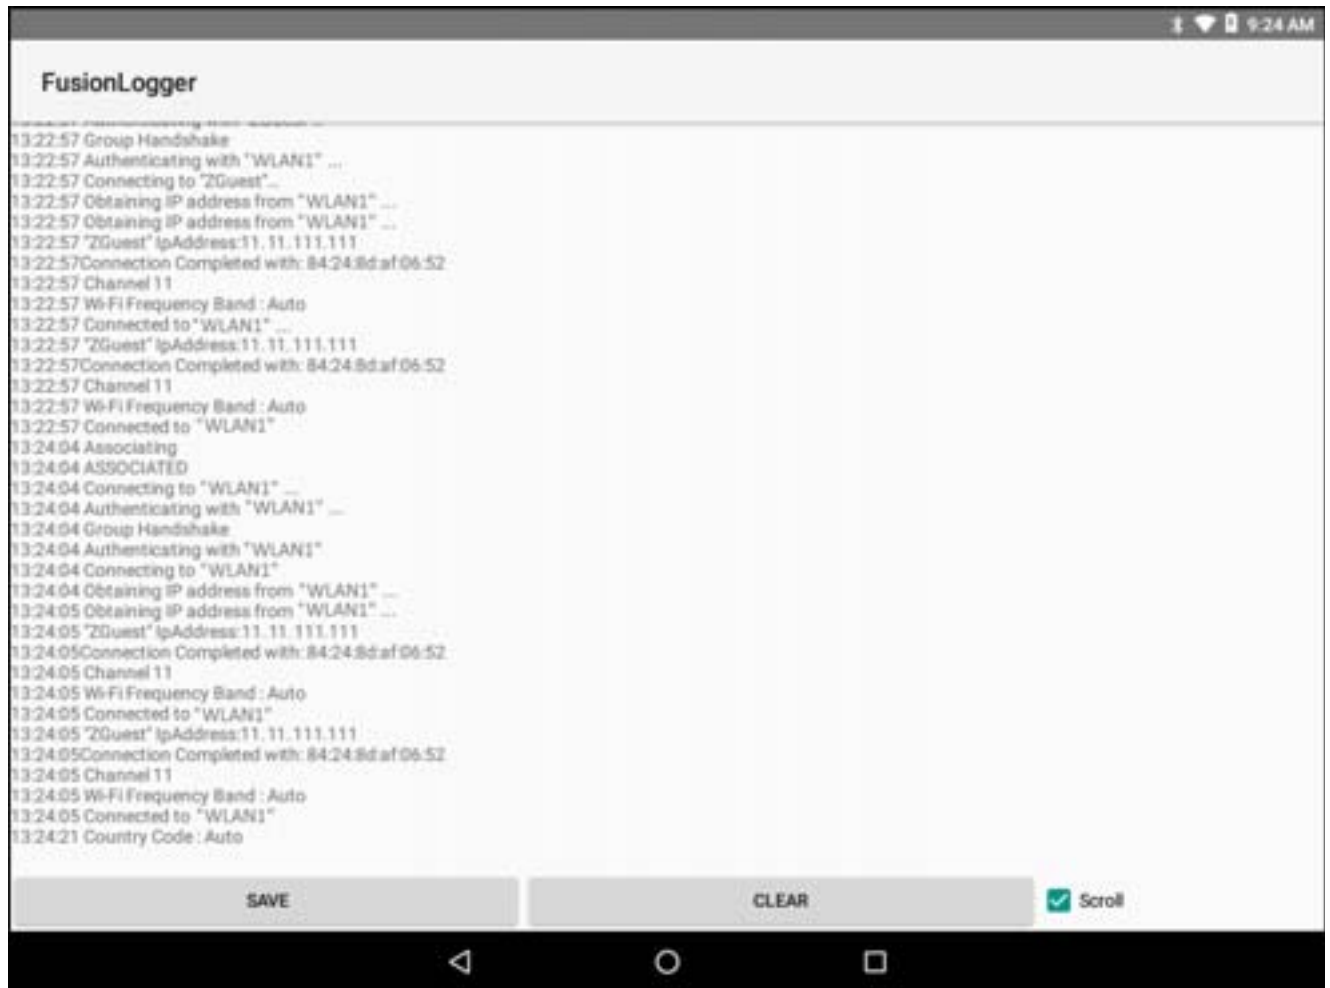 9:24 AM
FusionLogger
13:22:57 Group Handshake
13:22:57 Authenticating with "WLAN1" ...
13:22:57 Connecting to "ZGuest"...
13:22:57 Obtaining IP address from "WLAN1" ...
13:22:57 Obtaining IP address from "WLAN1" ...
13:22:57 "ZGuest" IpAddress:11.11.111.111
13:22:57Connection Completed with: 84:24:8d:af:06:52
13:22:57 Channel 11
13:22:57 Wi-Fi Frequency Band : Auto
13:22:57 Connected to "WLAN1" ...
13:22:57 "ZGuest" IpAddress:11.11.111.111
13:22:57Connection Completed with: 84:24:8d:af:06:52
13:22:57 Channel 11
13:22:57 Wi-Fi Frequency Band : Auto
13:22:57 Connected to "WLAN1"
13:24:04 Associating
13:24:04 ASSOCIATED
13:24:04 Connecting to "WLAN1" ...
13:24:04 Authenticating with "WLAN1" ...
13:24:04 Group Handshake
13:24:04 Authenticating with "WLAN1"
13:24:04 Connecting to "WLAN1"
13:24:04 Obtaining IP address from "WLAN1" ...
13:24:05 Obtaining IP address from "WLAN1" ...
13:24:05 "ZGuest" IpAddress:11.11.111.111
13:24:05Connection Completed with: 84:24:8d:af:06:52
13:24:05 Channel 11
13:24:05 Wi-Fi Frequency Band : Auto
13:24:05 Connected to "WLAN1"
13:24:05 "ZGuest" IpAddress:11.11.111.111
13:24:05Connection Completed with: 84:24:8d:af:06:52
13:24:05 Channel 11
13:24:05 Wi-Fi Frequency Band : Auto
13:24:05 Connected to "WLAN1"
13:24:21 Country Code : Auto
SAVE CLEAR Scroll